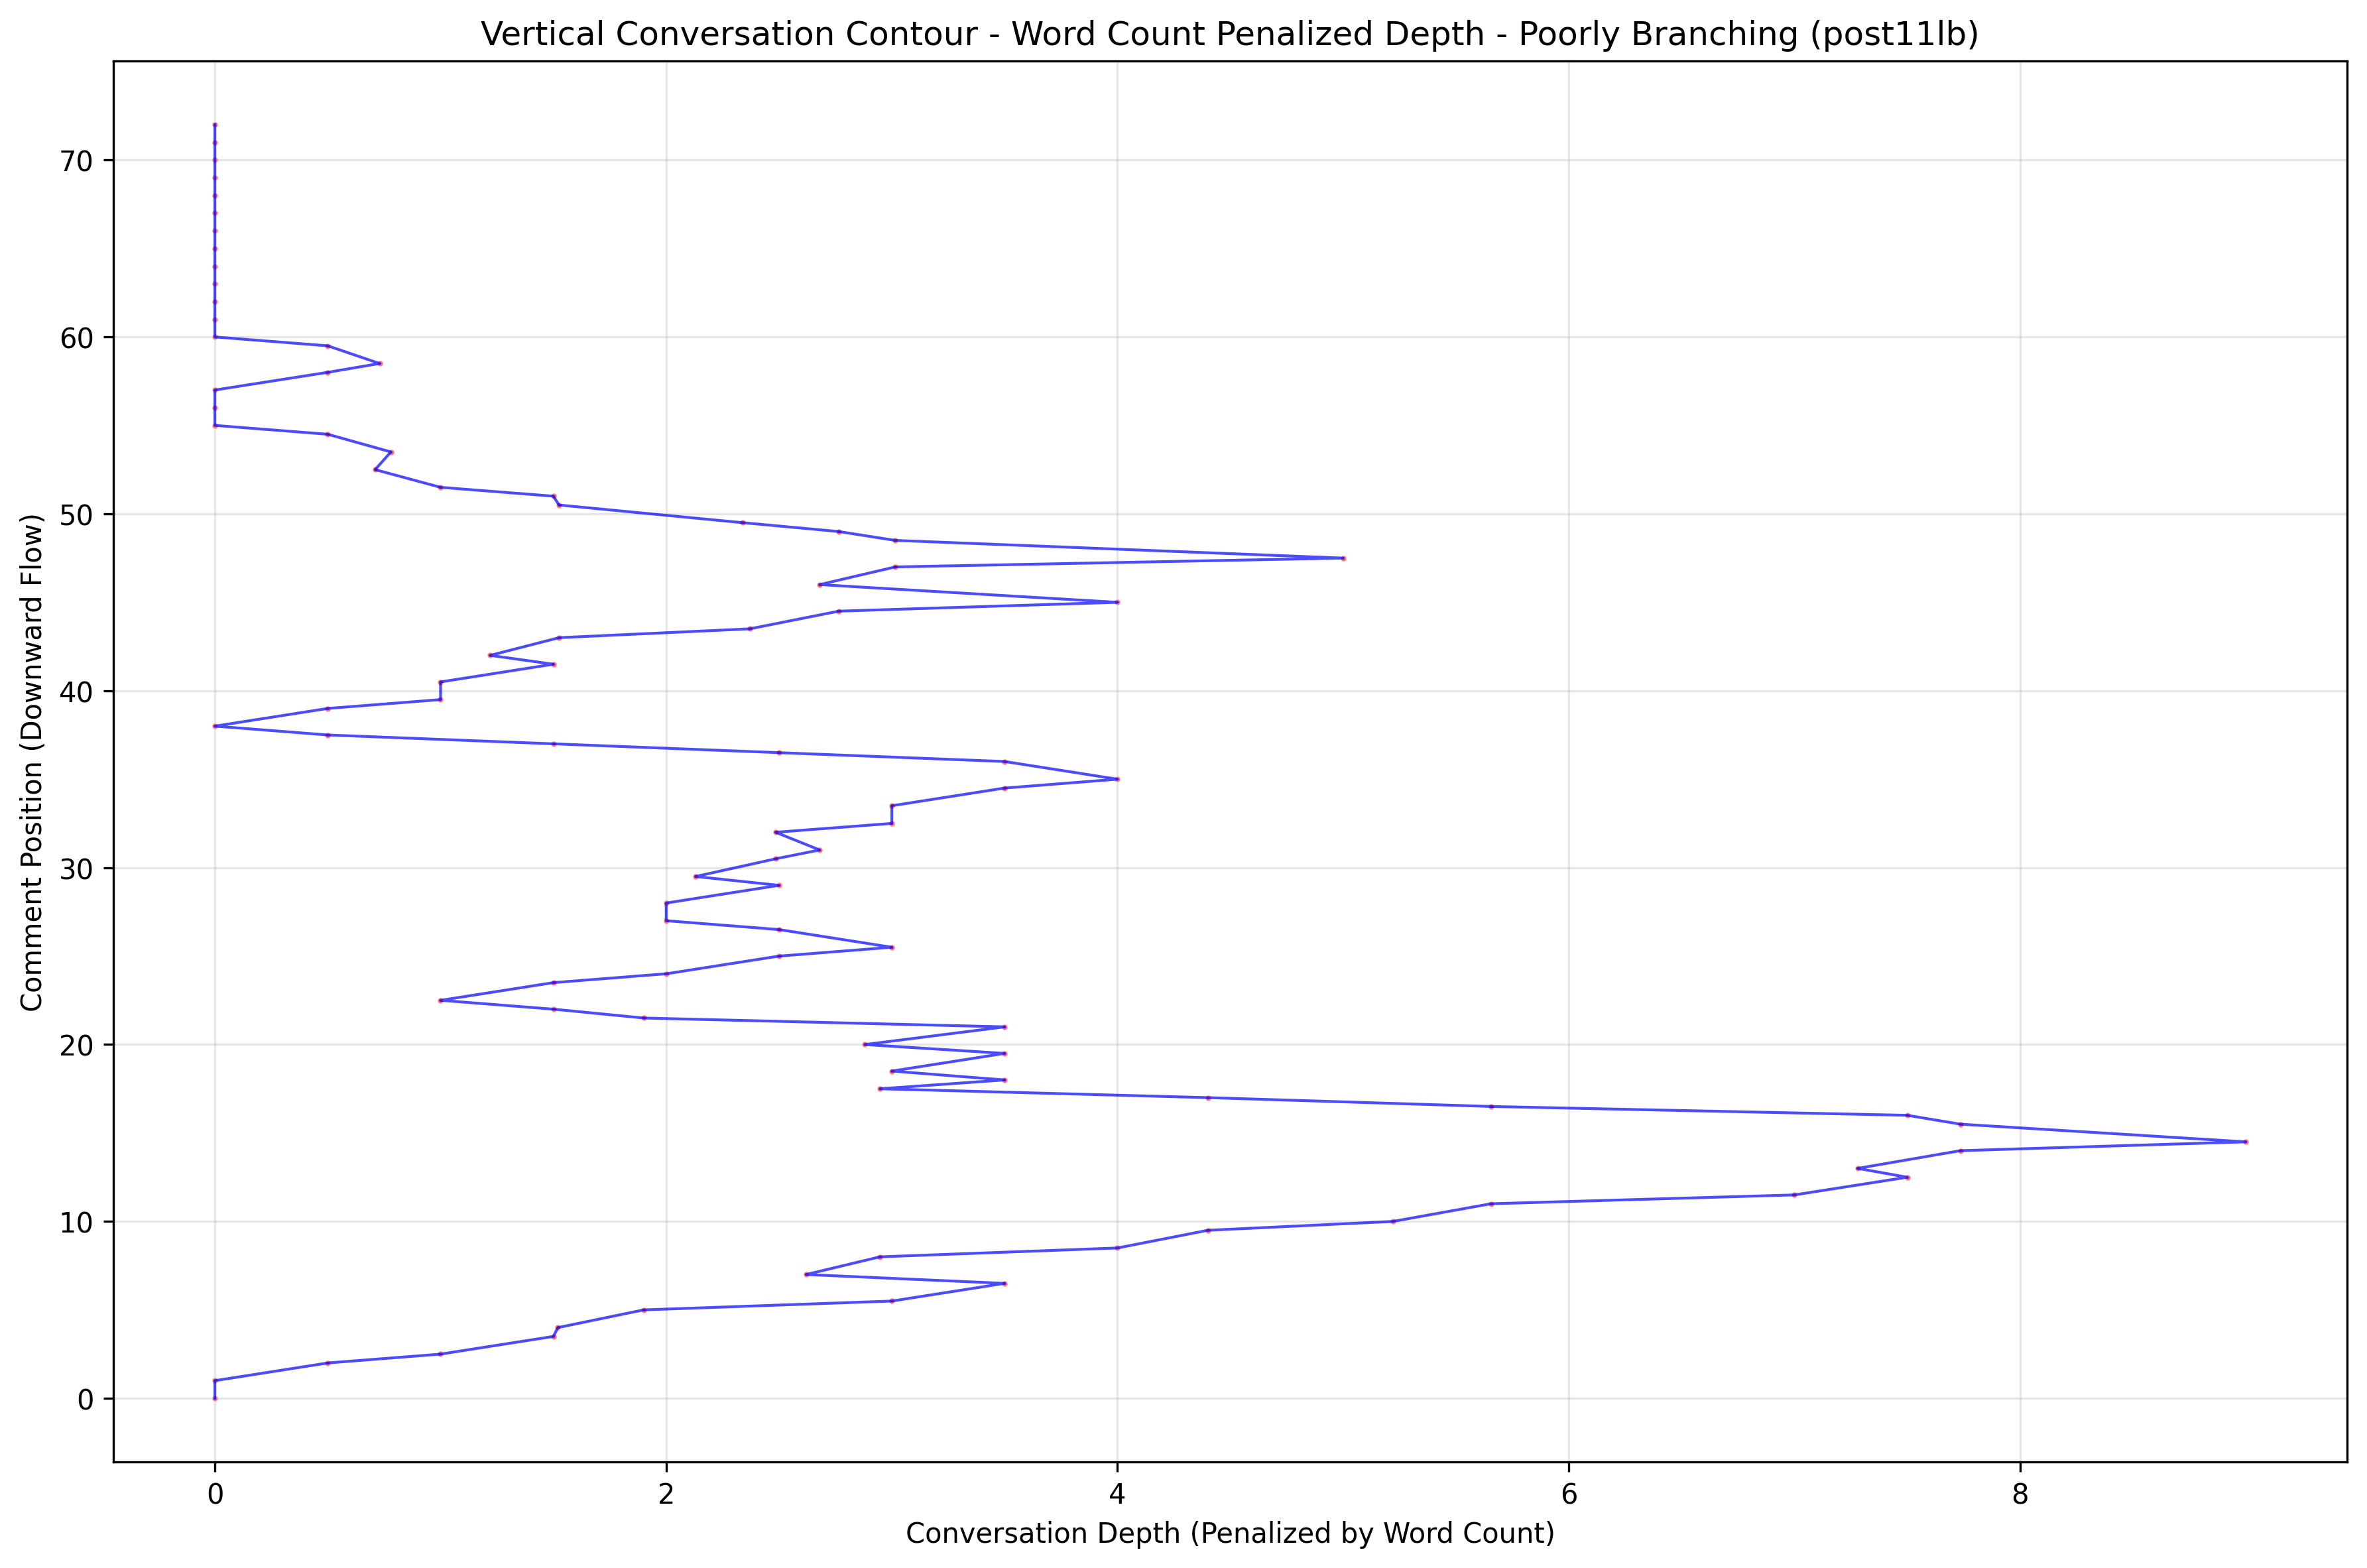 Vertical Conversation Contour - Word Count Penalized Depth - Poorly Branching (post11lb)
Comment Position (Downward Flow)
70
60
50
40
30
20
10
0
0 2 4 6 8
Conversation Depth (Penalized by Word Count)